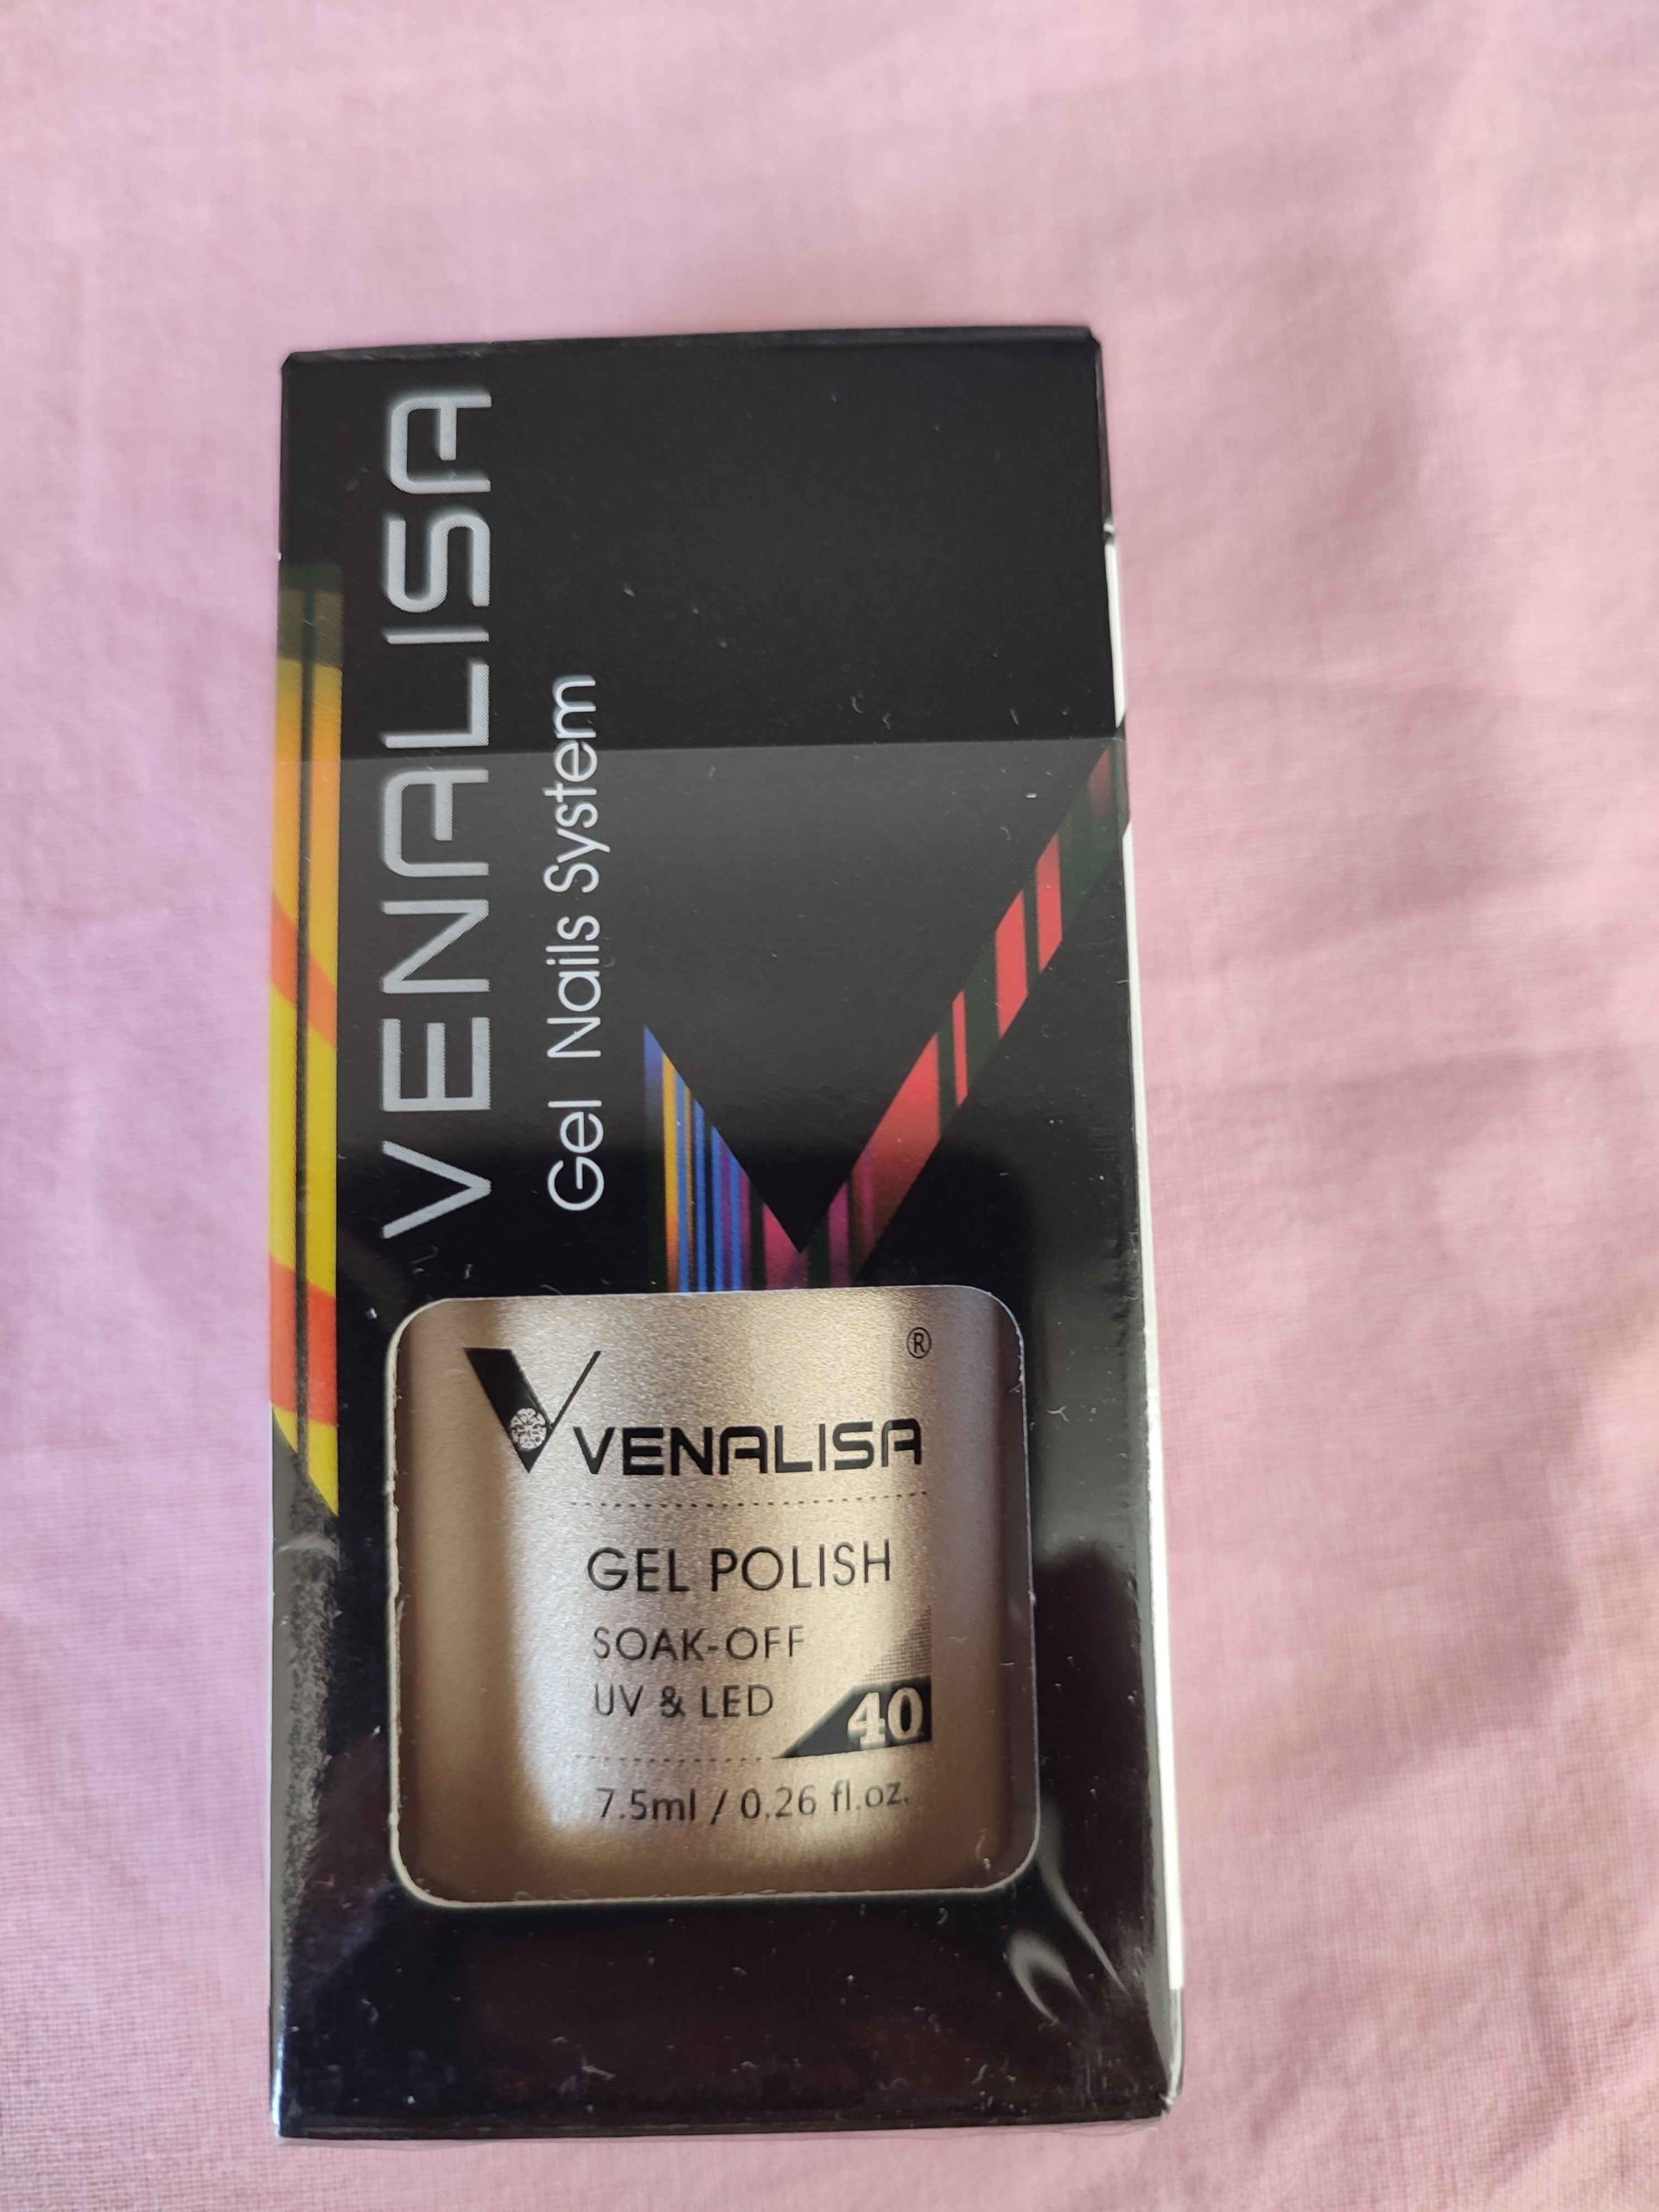 VENALISA
Gel Nails System
®
VENALISA
GEL POLISH
SOAK-OFF
UV & LED
40
7.5ml / 0.26 fl.oz.